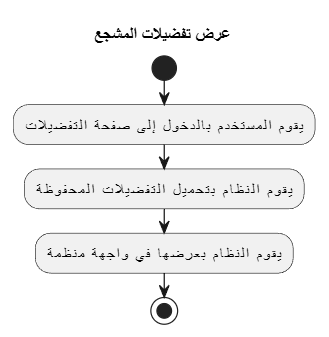 عرض تفضيلات المشجع
يقوم المستخدم بالدخول إلى صفحة التفضيلات
يقوم النظام بتحميل التفضيلات المحفوظة
يقوم النظام بعرضها في واجهة منظمة